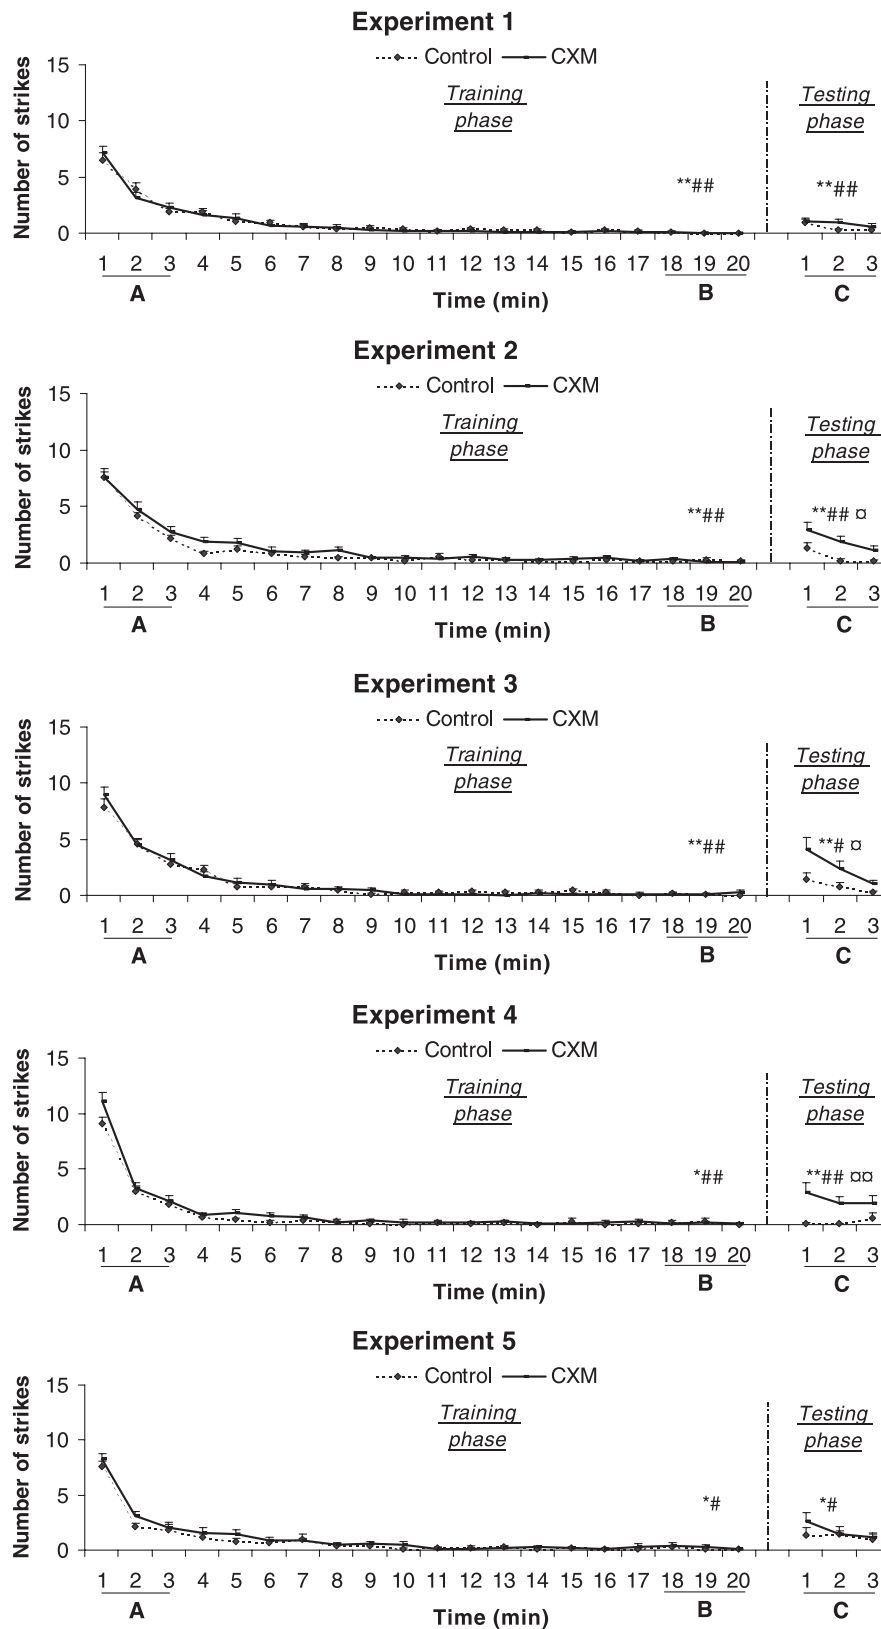 Experiment 1
Control CXM
Number of strikes
15
10
5
0
Training phase
Testing phase
**##
**##
1 2 3 4 5 6 7 8 9 10 11 12 13 14 15 16 17 18 19 20 1 2 3
A B C
Time (min)
Experiment 2
Control CXM
Number of strikes
15
10
5
0
Training phase
Testing phase
**##
**## ¤
1 2 3 4 5 6 7 8 9 10 11 12 13 14 15 16 17 18 19 20 1 2 3
A B C
Time (min)
Experiment 3
Control CXM
Number of strikes
15
10
5
0
Training phase
Testing phase
**##
**# ¤
1 2 3 4 5 6 7 8 9 10 11 12 13 14 15 16 17 18 19 20 1 2 3
A B C
Time (min)
Experiment 4
Control CXM
Number of strikes
15
10
5
0
Training phase
Testing phase
*##
**## ¤¤
1 2 3 4 5 6 7 8 9 10 11 12 13 14 15 16 17 18 19 20 1 2 3
A B C
Time (min)
Experiment 5
Control CXM
Number of strikes
15
10
5
0
Training phase
Testing phase
*#
*#
1 2 3 4 5 6 7 8 9 10 11 12 13 14 15 16 17 18 19 20 1 2 3
A B C
Time (min)